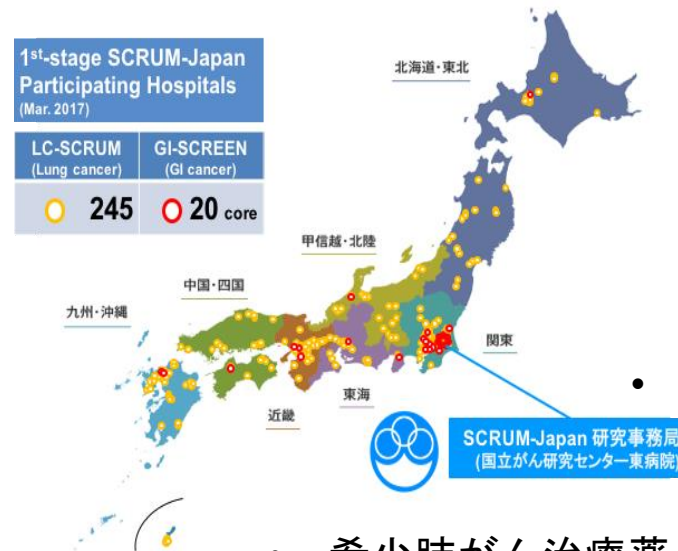 1st-stage SCRUM-Japan
Participating Hospitals
(Mar. 2017)
LC-SCRUM
(Lung cancer)
GI-SCREEN
(GI cancer)
245
20 core
北海道・東北
甲信越・北陸
中国・四国
九州・沖縄
関東
東海
近畿
•
SCRUM-Japan 研究事務局
(国立がん研究センター東病院)